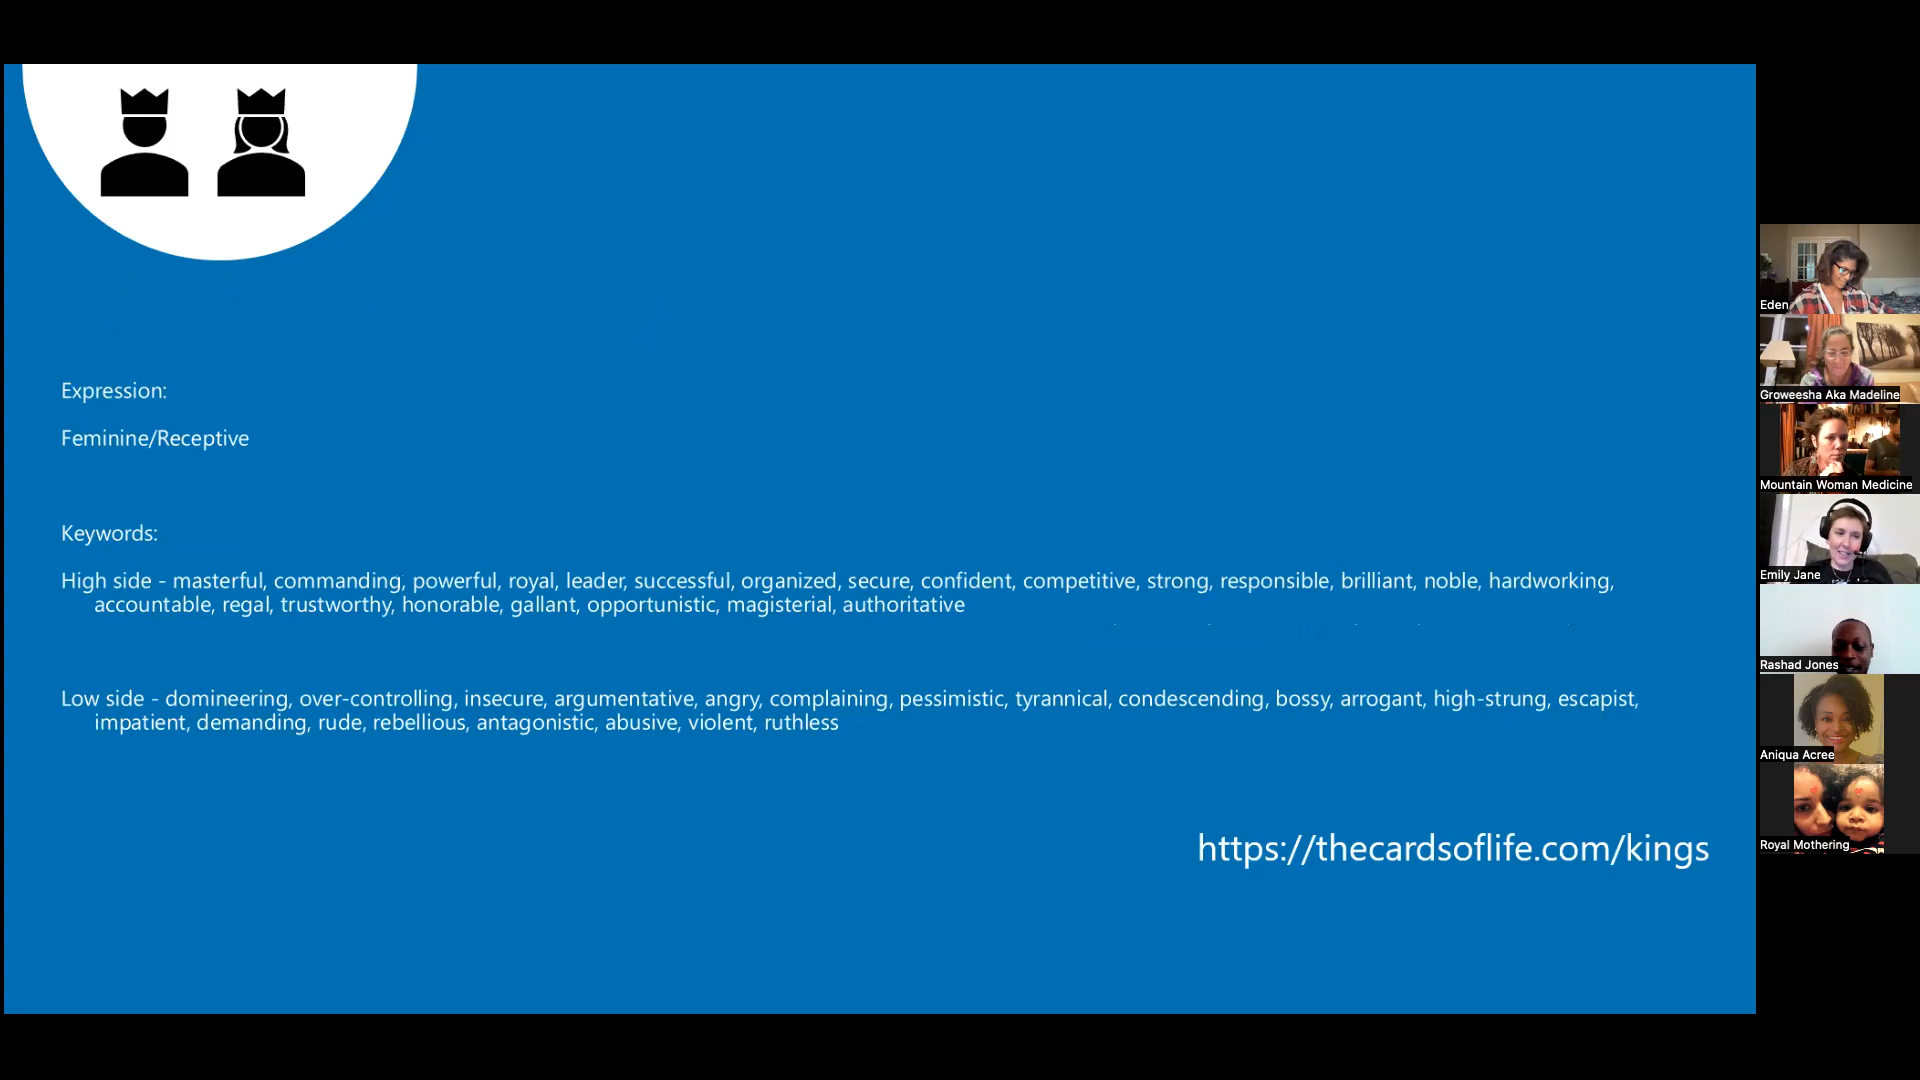 Expression:
Feminine/Receptive
Keywords:
High side - masterful, commanding, powerful, royal, leader, successful, organized, secure, confident, competitive, strong, responsible, brilliant, noble, hardworking,
accountable, regal, trustworthy, honorable, gallant, opportunistic, magisterial, authoritative
Low side - domineering, over-controlling, insecure, argumentative, angry, complaining, pessimistic, tyrannical, condescending, bossy, arrogant, high-strung, escapist,
impatient, demanding, rude, rebellious, antagonistic, abusive, violent, ruthless
https://thecardsoflife.com/kings
Eden
Groweesha Aka Madeline
Mountain Woman Medicine
Emily Jane
Rashad Jones
Aniqua Acree
Royal Mothering